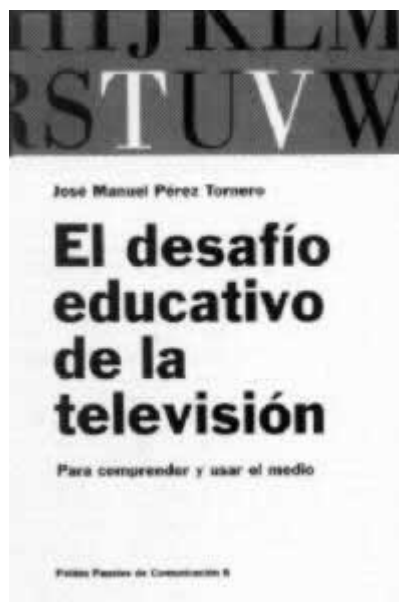 HIJKLM
RSTUVW
José Manuel Pérez Tornero
El desafío
educativo
de la
televisión
Para comprender y usar el medio
Paidós Papeles de Comunicación 6